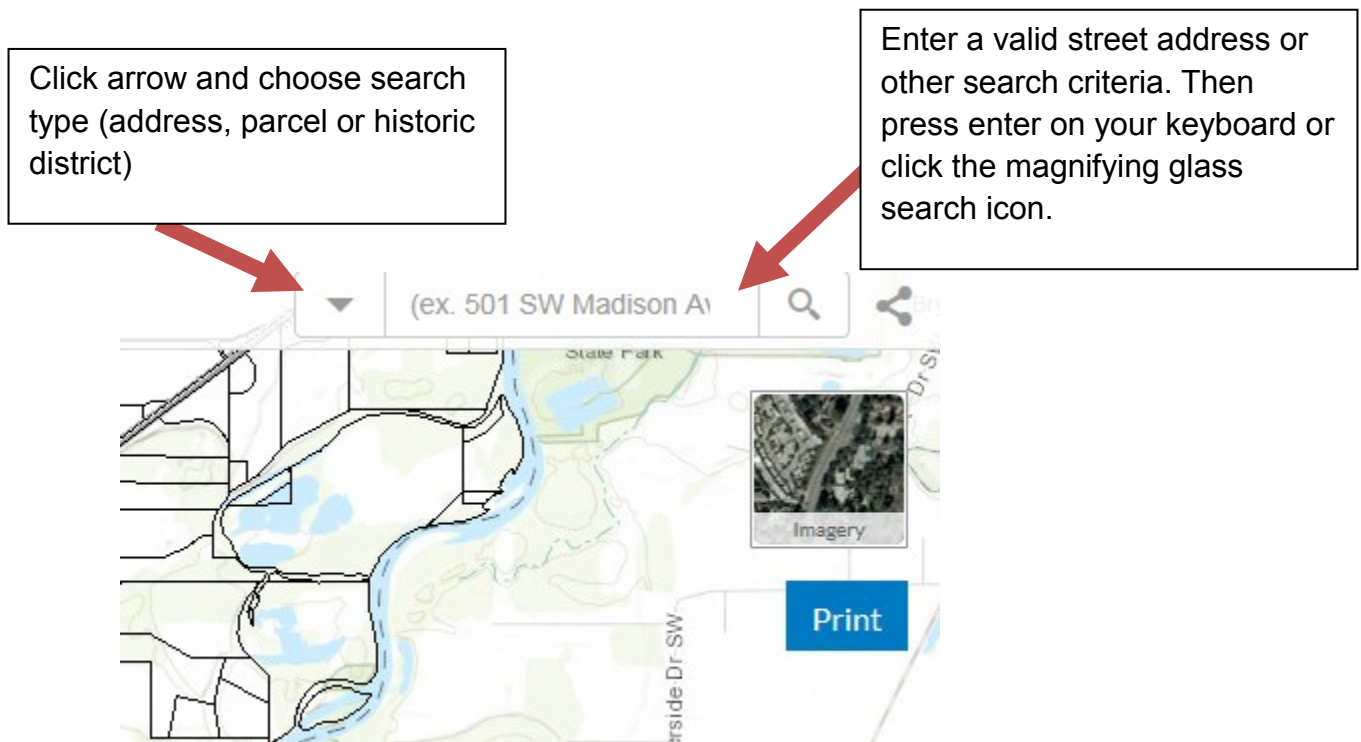 Click arrow and choose search
type (address, parcel or historic
district)
Enter a valid street address or
other search criteria. Then
press enter on your keyboard or
click the magnifying glass
search icon.
(ex. 501 SW Madison Av
State Park
Dr S
Imagery
Print
erside Dr SW